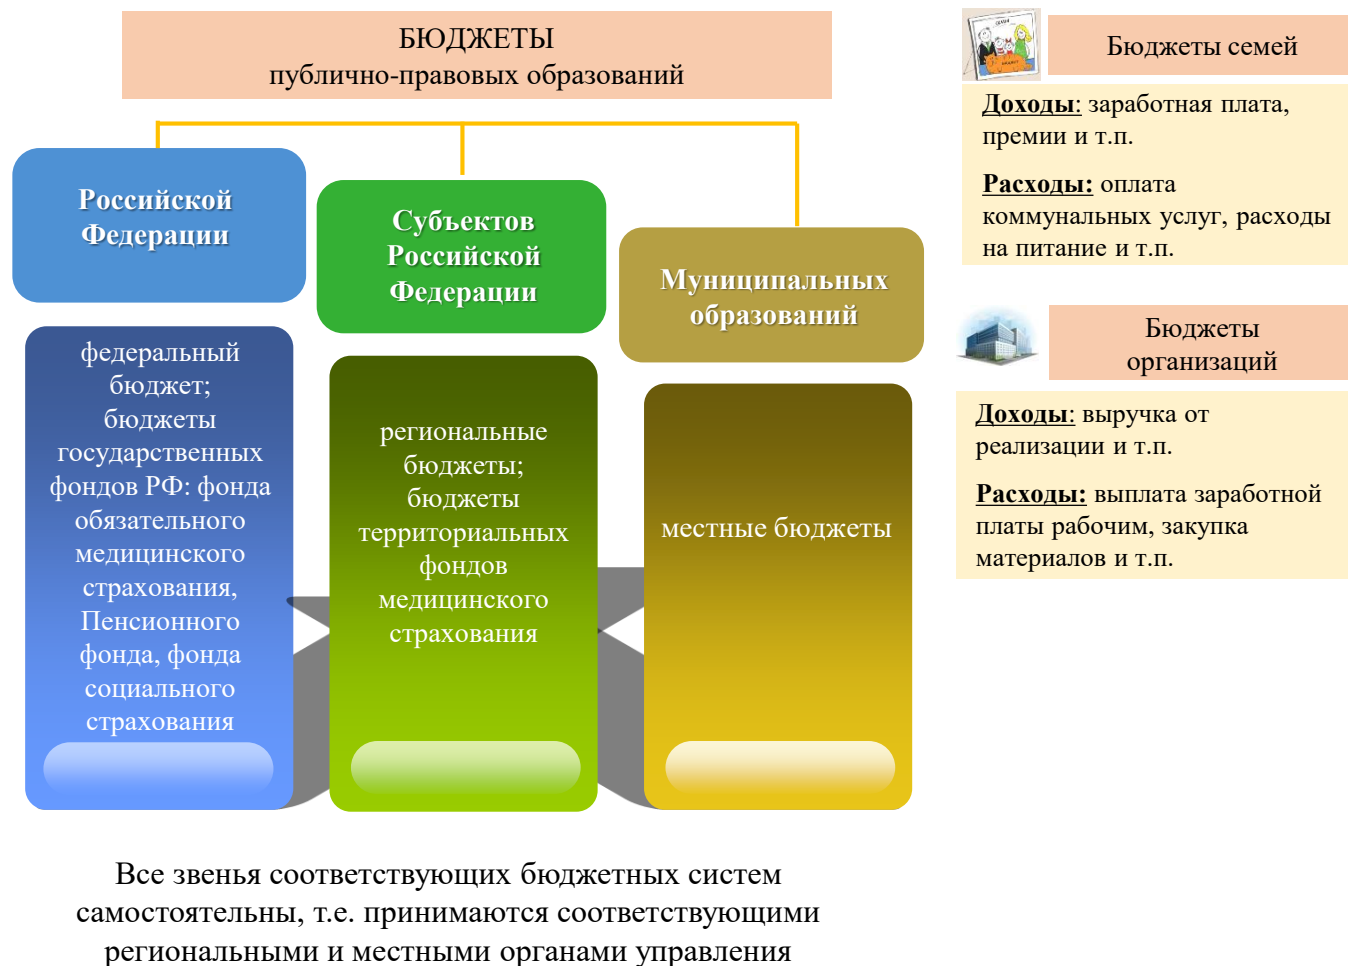 БЮДЖЕТЫ
публично-правовых образований
Российской
Федерации
Субъектов
Российской
Федерации
Муниципальных
образований
федеральный
бюджет;
бюджеты
государственных
фондов РФ: фонда
обязательного
медицинского
страхования,
Пенсионного
фонда, фонда
социального
страхования
региональные
бюджеты;
бюджеты
территориальных
фондов
медицинского
страхования
местные бюджеты
Все звенья соответствующих бюджетных систем
самостоятельны, т.е. принимаются соответствующими
региональными и местными органами управления
Бюджеты семей
Доходы: заработная плата,
премии и т.п.
Расходы: оплата
коммунальных услуг, расходы
на питание и т.п.
Бюджеты
организаций
Доходы: выручка от
реализации и т.п.
Расходы: выплата заработной
платы рабочим, закупка
материалов и т.п.